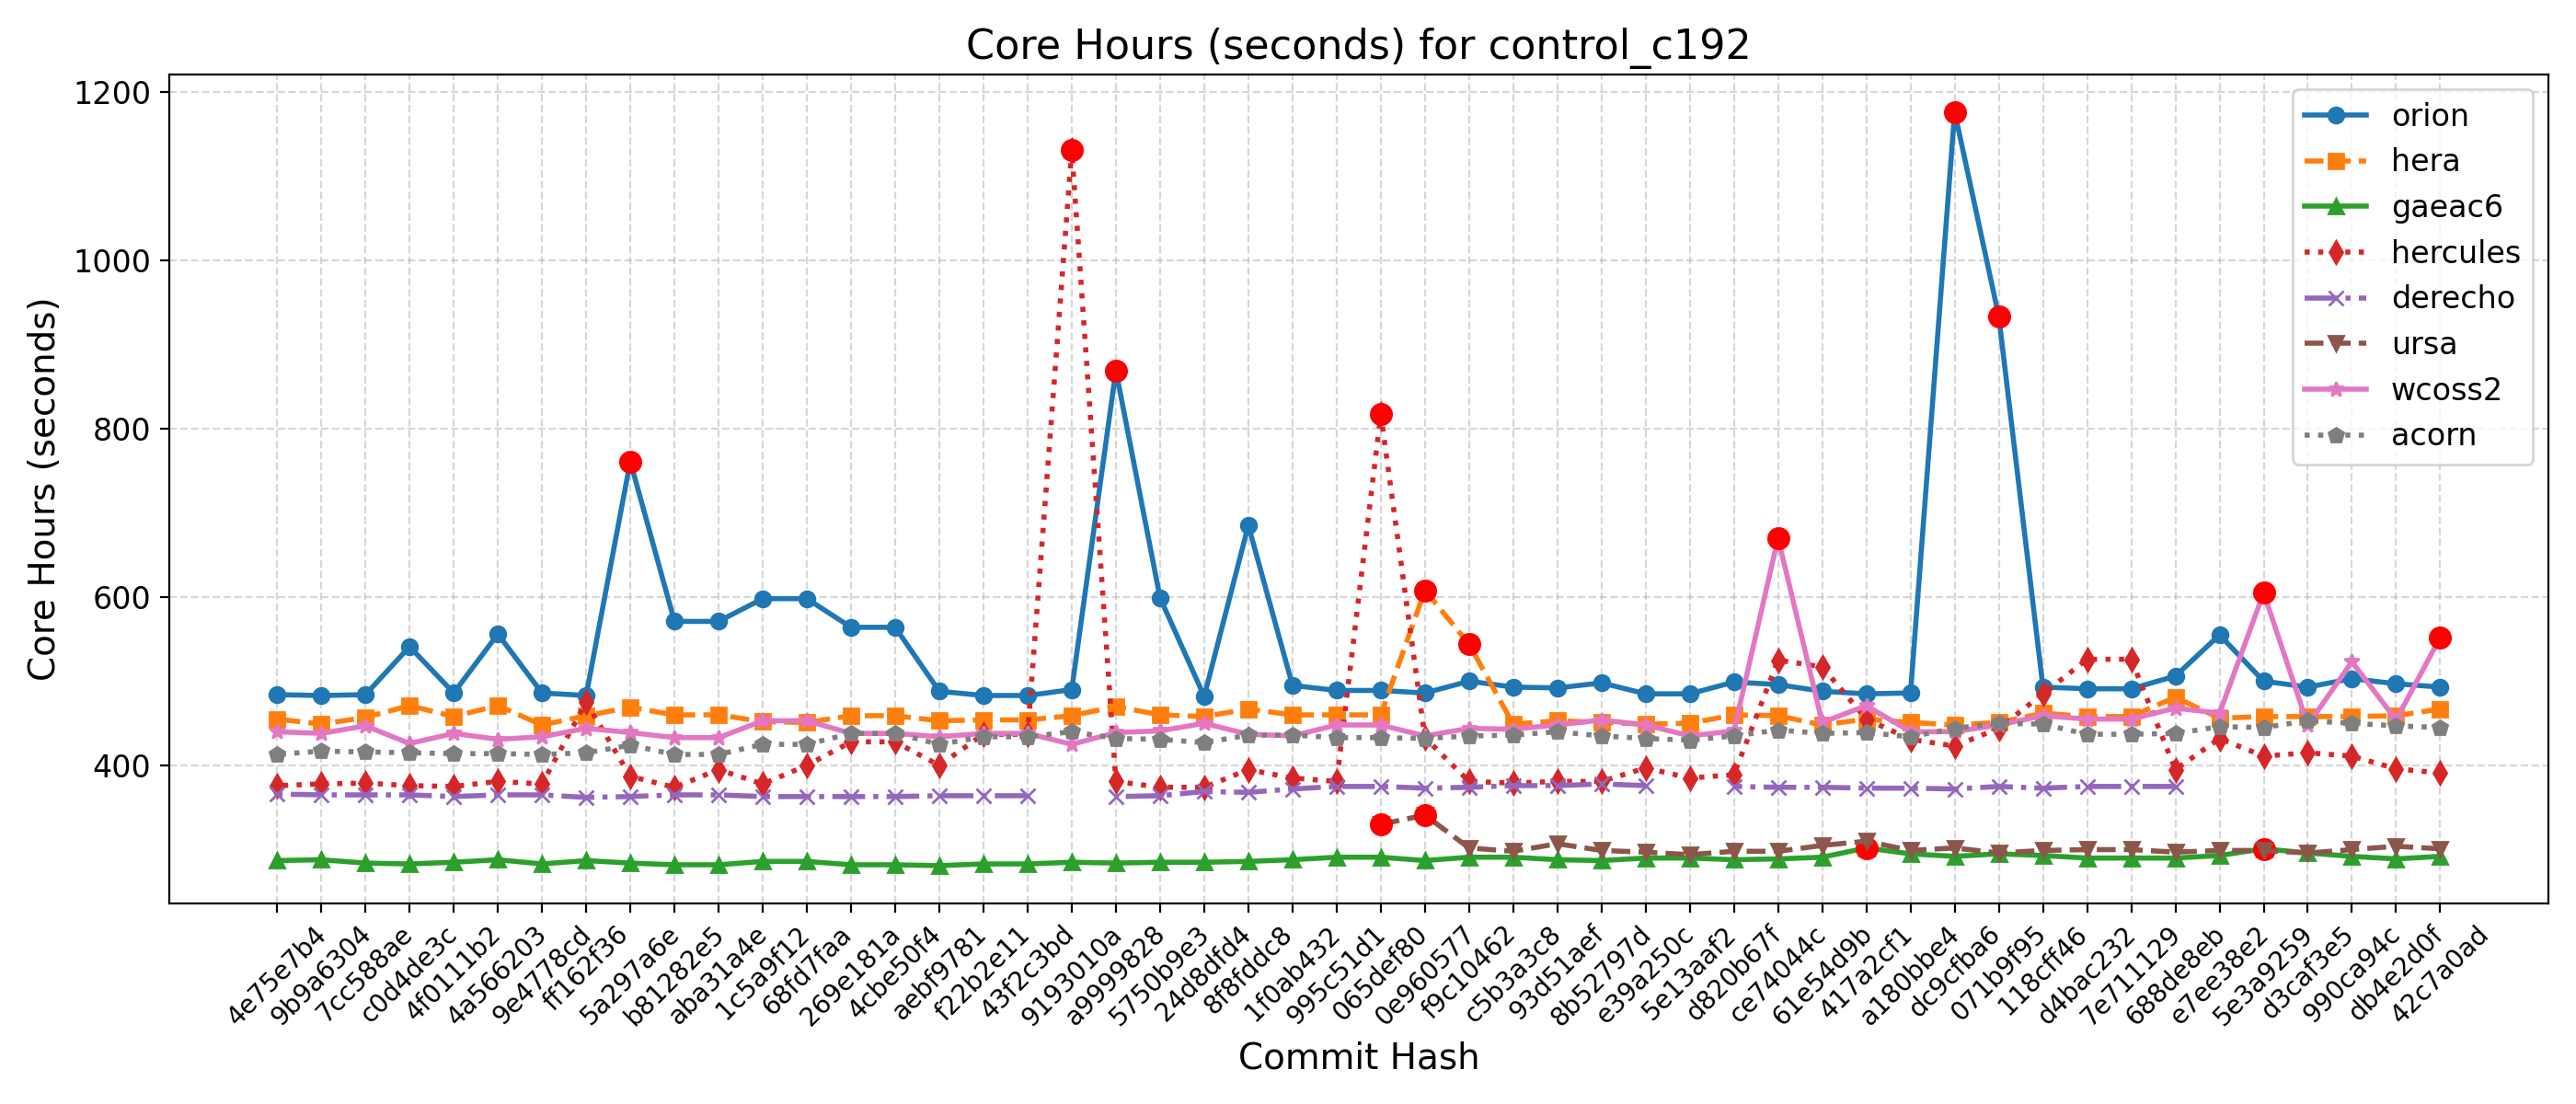 Core Hours (seconds) for control_c192
Core Hours (seconds)
1200
1000
800
600
400
orion
hera
gaeac6
hercules
derecho
ursa
wcoss2
acorn
4e75e7b4
9b9a6304
7cc588ae
c0d4de3c
4f0111b2
4a566203
9e4778cd
ff162f36
5a297a6e
b81282e5
aba31a4e
1c5a9f12
68fd7faa
269e181a
4cbe50f4
aebf9781
f22b2e11
43f2c3bd
9193010a
a9999828
5750b9e3
24d8dfd4
8f8fddc8
1f0ab432
995c51d1
065def80
0e960577
f9c10462
c5b3a3c8
93d51aef
8b52797d
e39a250c
5e13aaf2
d820b67f
ce74044c
61e54d9b
417a2cf1
a180bbe4
dc9cfba6
071b9f95
118cff46
d4bac232
7e711129
688de8eb
e7ee38e2
5e3a9259
d3caf3e5
990ca94c
db4e2d0f
42c7a0ad
Commit Hash